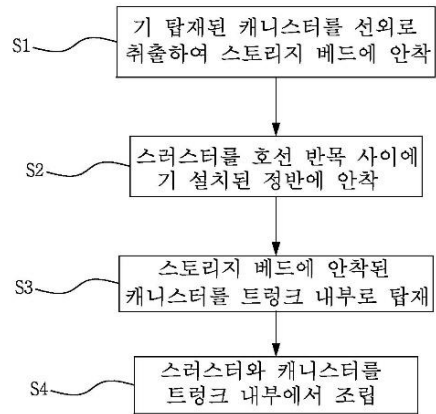 S1
기 탑재된 캐니스터를 선외로
취출하여 스토리지 베드에 안착
S2
스러스터를 호선 반목 사이에
기 설치된 정반에 안착
S3
스토리지 베드에 안착된
캐니스터를 트렁크 내부로 탑재
S4
스러스터와 캐니스터를
트렁크 내부에서 조립